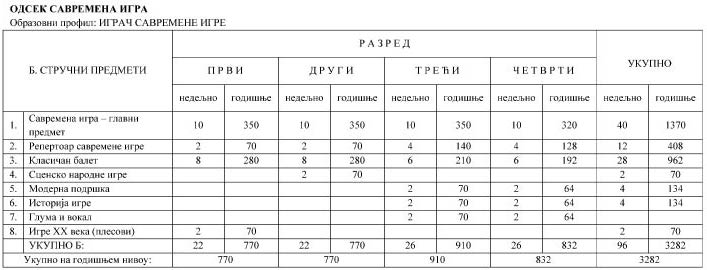 ОДСЕК САВРЕМЕНА ИГРА
Образовни профил: ИГРАЧ САВРЕМЕНЕ ИГРЕ
Б. СТРУЧНИ ПРЕДМЕТИ
Р А З Р Е Д
УКУПНО
П Р В И Д Р У Г И Т Р Е Ћ И Ч Е Т В Р Т И
недељно годишње недељно годишње недељно годишње недељно годишње недељно годишње
1. Савремена игра – главни предмет 10 350 10 350 10 350 10 320 40 1370
2. Репертоар савремене игре 2 70 2 70 4 140 4 128 12 408
3. Класичан балет 8 280 8 280 6 210 6 192 28 962
4. Сценско народне игре 2 70 2 70
5. Модерна подршка 2 70 2 64 4 134
6. Историја игре 2 70 2 64 4 134
7. Глума и вокал 2 70 2 64
8. Игре XX века (плесови) 2 70 2 70
УКУПНО Б: 22 770 22 770 26 910 26 832 96 3282
Укупно на годишњем нивоу: 770 770 910 832 3282